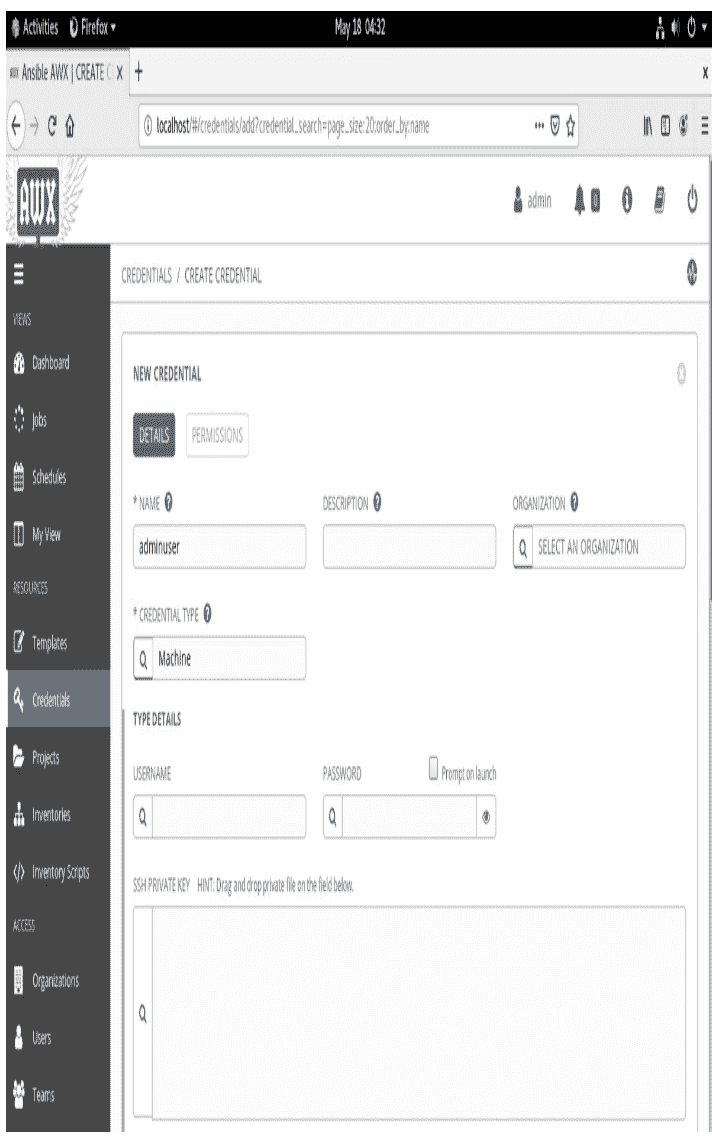 Activities Firefox May 18 04:32
Ansible AWX | CREATE C
localhost/#/credentials/add?credential_search=page_size:20;order_by:name
AWX
admin 0
CREDENTIALS / CREATE CREDENTIAL
VIEWS
Dashboard
Jobs
Schedules
My View
RESOURCES
Templates
Credentials
Projects
Inventories
Inventory Scripts
ACCESS
Organizations
Users
Teams
NEW CREDENTIAL
DETAILS PERMISSIONS
* NAME DESCRIPTION ORGANIZATION
adminuser SELECT AN ORGANIZATION
* CREDENTIAL TYPE
Machine
TYPE DETAILS
USERNAME PASSWORD Prompt on launch
SSH PRIVATE KEY HINT: Drag and drop private file on the field below.